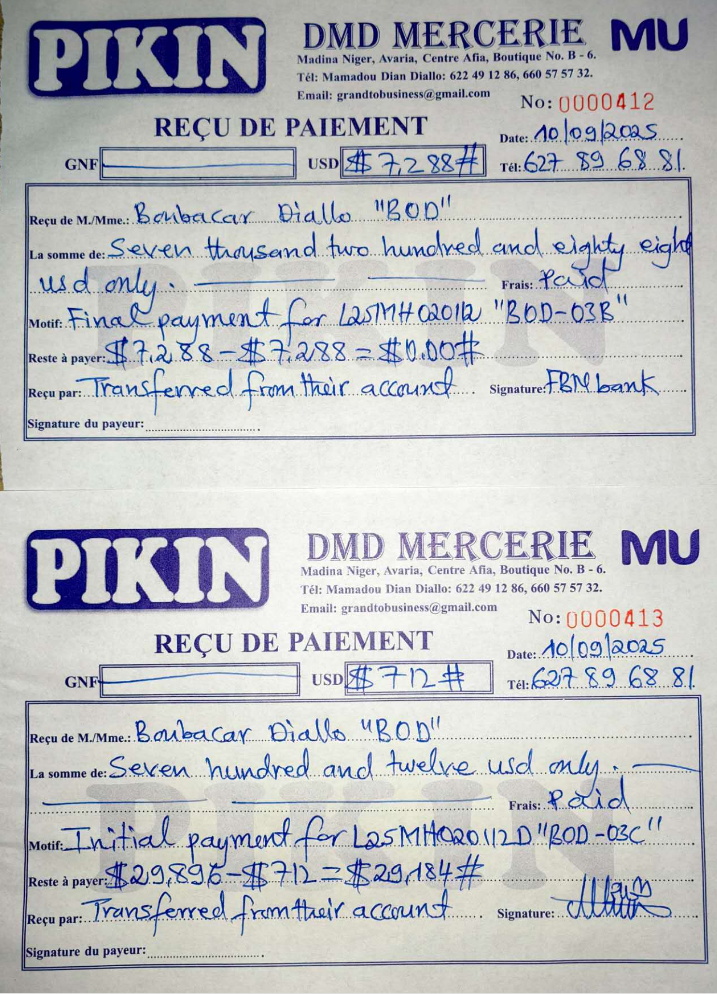 PIKIN
DMD MERCERIE MU
Madina Niger, Avaria, Centre Afia, Boutique No. B - 6.
Tél: Mamadou Dian Diallo: 622 49 12 86, 660 57 57 32.
Email: grandtobusiness@gmail.com
No: 0000412
REÇU DE PAIEMENT
Date: 10/09/2025
GNF USD $ 7,288# Tél: 627 89 68 81
Reçu de M./Mme.: Boubacar Diallo "BOD"
La somme de: Seven thousand two hundred and eighty eight
usd only. Frais: Paid
Motif: Final payment for L25MH020112 "BOD-03B"
Reste à payer: $7,288-$7,288=$0.00#
Reçu par: Transferred from their account Signature: FBN bank
Signature du payeur:
PIKIN
DMD MERCERIE MU
Madina Niger, Avaria, Centre Afia, Boutique No. B - 6.
Tél: Mamadou Dian Diallo: 622 49 12 86, 660 57 57 32.
Email: grandtobusiness@gmail.com
No: 0000413
REÇU DE PAIEMENT
Date: 10/09/2025
GNF USD $ 712# Tél: 627 89 68 81
Reçu de M./Mme.: Boubacar Diallo "BOD"
La somme de: Seven hundred and twelve usd only.
Frais: Paid
Motif: Initial payment for L25MH020112D "BOD-03C"
Reste à payer: $29,896-$712=$29,184#
Reçu par: Transferred from their account Signature:
Signature du payeur: